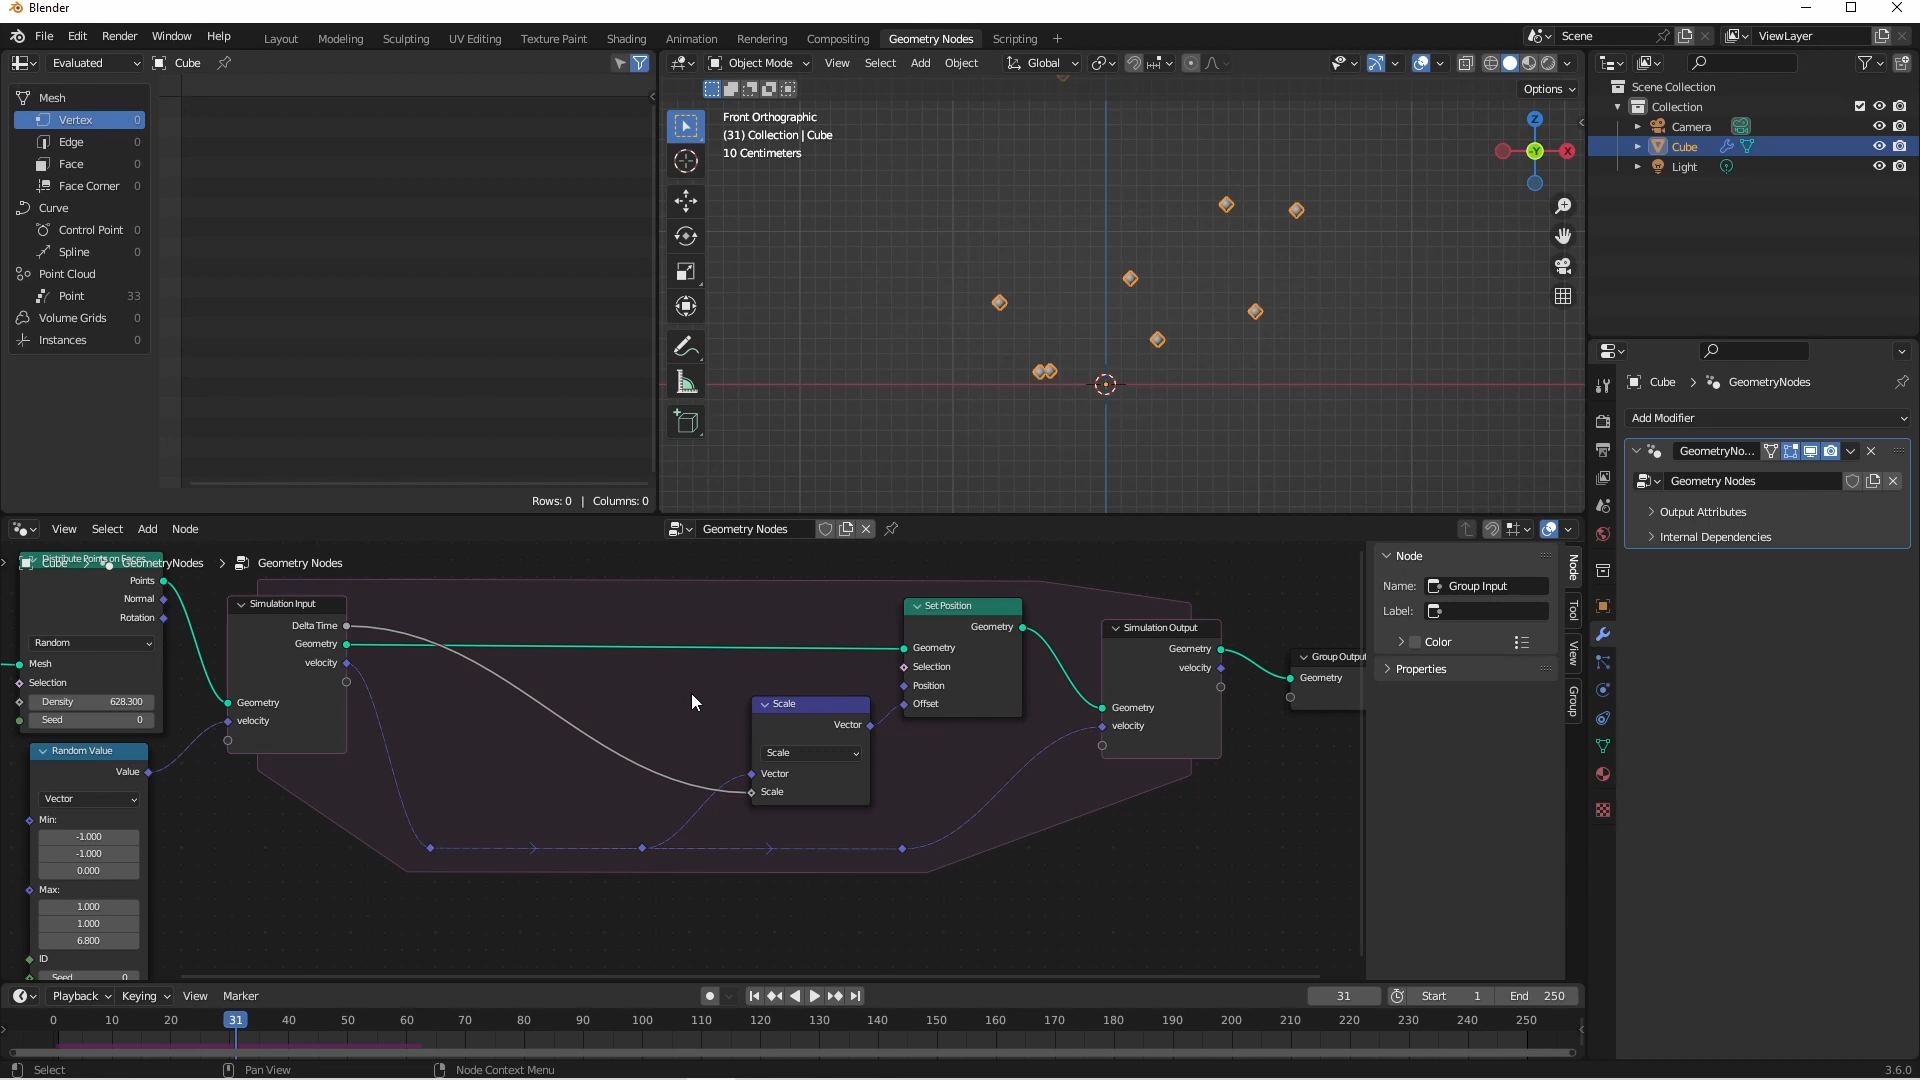 Blender
File Edit Render Window Help Layout Modeling Sculpting UV Editing Texture Paint Shading Animation Rendering Compositing Geometry Nodes Scripting + Scene ViewLayer
Evaluated Cube
Mesh
Vertex 0
Edge 0
Face 0
Face Corner 0
Curve
Control Point 0
Spline 0
Point Cloud
Point 33
Volume Grids 0
Instances 0
Rows: 0 | Columns: 0
Object Mode View Select Add Object Global
Options
Front Orthographic
(31) Collection | Cube
10 Centimeters
Z
-Y
X
Scene Collection
Collection
Camera
Cube
Light
Cube > GeometryNodes
Add Modifier
GeometryNo...
Geometry Nodes
Output Attributes
Internal Dependencies
View Select Add Node Geometry Nodes
Cube > GeometryNodes > Geometry Nodes
Distribute Points on Faces
Points
Normal
Rotation
Random
Mesh
Selection
Density 628.300
Seed 0
Random Value
Value
Vector
Min:
-1.000
-1.000
0.000
Max:
1.000
1.000
6.800
ID
Seed 0
Simulation Input
Delta Time
Geometry
velocity
Geometry
velocity
Scale
Vector
Scale
Vector
Scale
Set Position
Geometry
Geometry
Selection
Position
Offset
Simulation Output
Geometry
velocity
Geometry
velocity
Group Output
Geometry
Node
Name: Group Input
Label:
Color
Properties
Node
Tool
View
Group
Playback Keying View Marker 31 Start 1 End 250
0 10 20 31 40 50 60 70 80 90 100 110 120 130 140 150 160 170 180 190 200 210 220 230 240 250
Select Pan View Node Context Menu 3.6.0